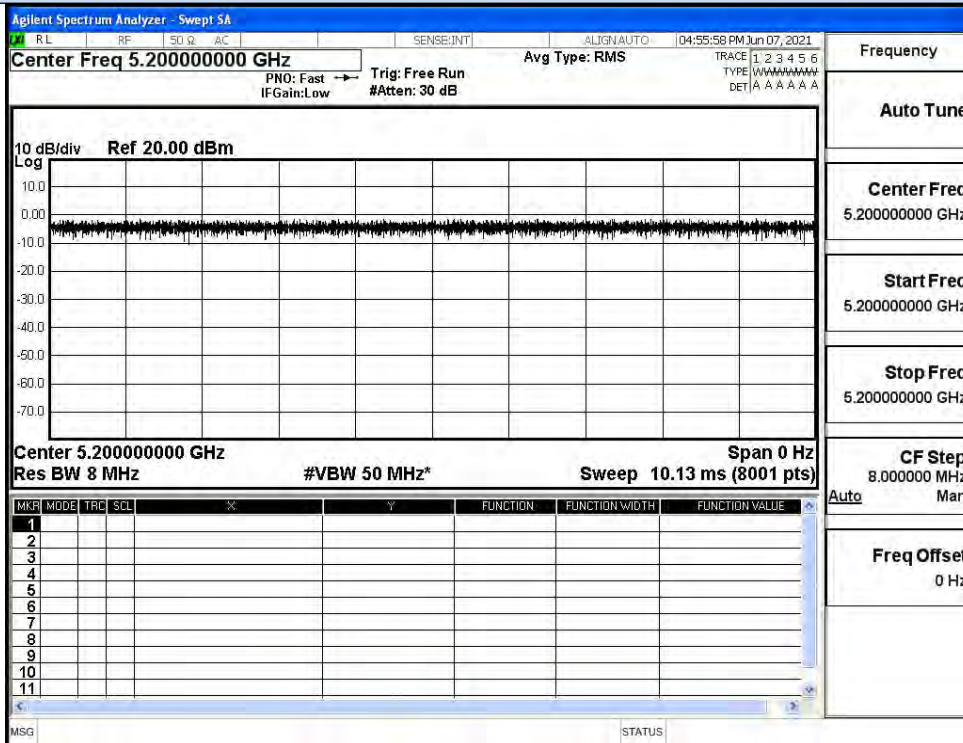 Agilent Spectrum Analyzer - Swept SA
RL RF 50 Ω AC SENSE:INT ALIGNAUTO 04:55:58 PM Jun 07, 2021
Center Freq 5.200000000 GHz Avg Type: RMS TRACE 1 2 3 4 5 6
PNO: Fast Trig: Free Run TYPE WWWWWW
IFGain:Low #Atten: 30 dB DET A A A A A A
10 dB/div Ref 20.00 dBm
Log
10.0
0.00
-10.0
-20.0
-30.0
-40.0
-50.0
-60.0
-70.0
Center 5.200000000 GHz Span 0 Hz
Res BW 8 MHz #VBW 50 MHz* Sweep 10.13 ms (8001 pts)
MKR MODE TRC SCL X Y FUNCTION FUNCTION WIDTH FUNCTION VALUE
1
2
3
4
5
6
7
8
9
10
11
MSG STATUS
Frequency
Auto Tune
Center Freq
5.200000000 GHz
Start Freq
5.200000000 GHz
Stop Freq
5.200000000 GHz
CF Step
8.000000 MHz
Auto Man
Freq Offset
0 Hz